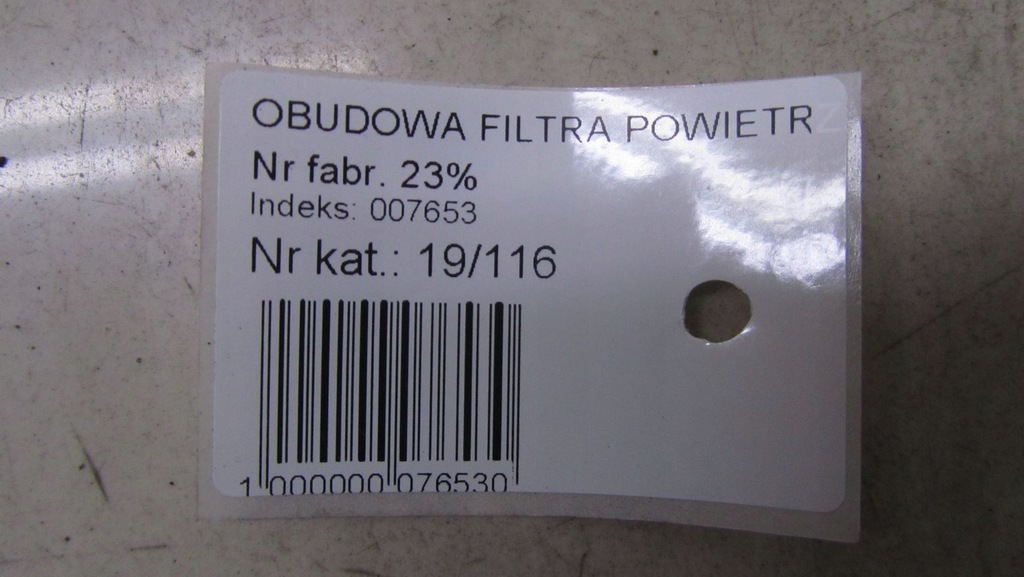 OBUDOWA FILTRA POWIETRZ
Nr fabr. 23%
Indeks: 007653
Nr kat.: 19/116
1 000000 076530